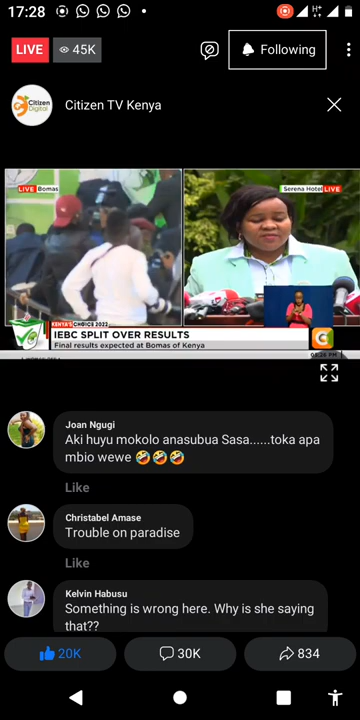 17:28
H+
LIVE 45K
Following
Citizen Digital
Citizen TV Kenya
LIVE Bomas
Serena Hotel LIVE
KENYA'S CHOICE 2022
IEBC SPLIT OVER RESULTS
Final results expected at Bomas of Kenya
Joan Ngugi
Aki huyu mokolo anasubua Sasa......toka apa
mbio wewe 🤣🤣🤣
Like
Christabel Amase
Trouble on paradise
Like
Kelvin Habusu
Something is wrong here. Why is she saying
that??
20K
30K
834